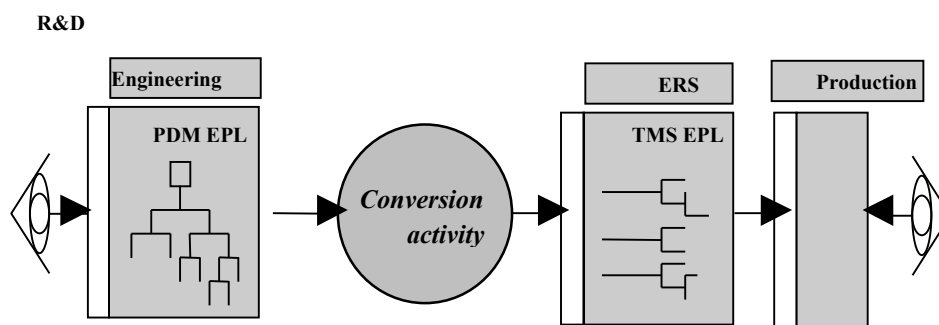 R&D
Engineering
ERS
Production
PDM EPL
TMS EPL
Conversion
activity